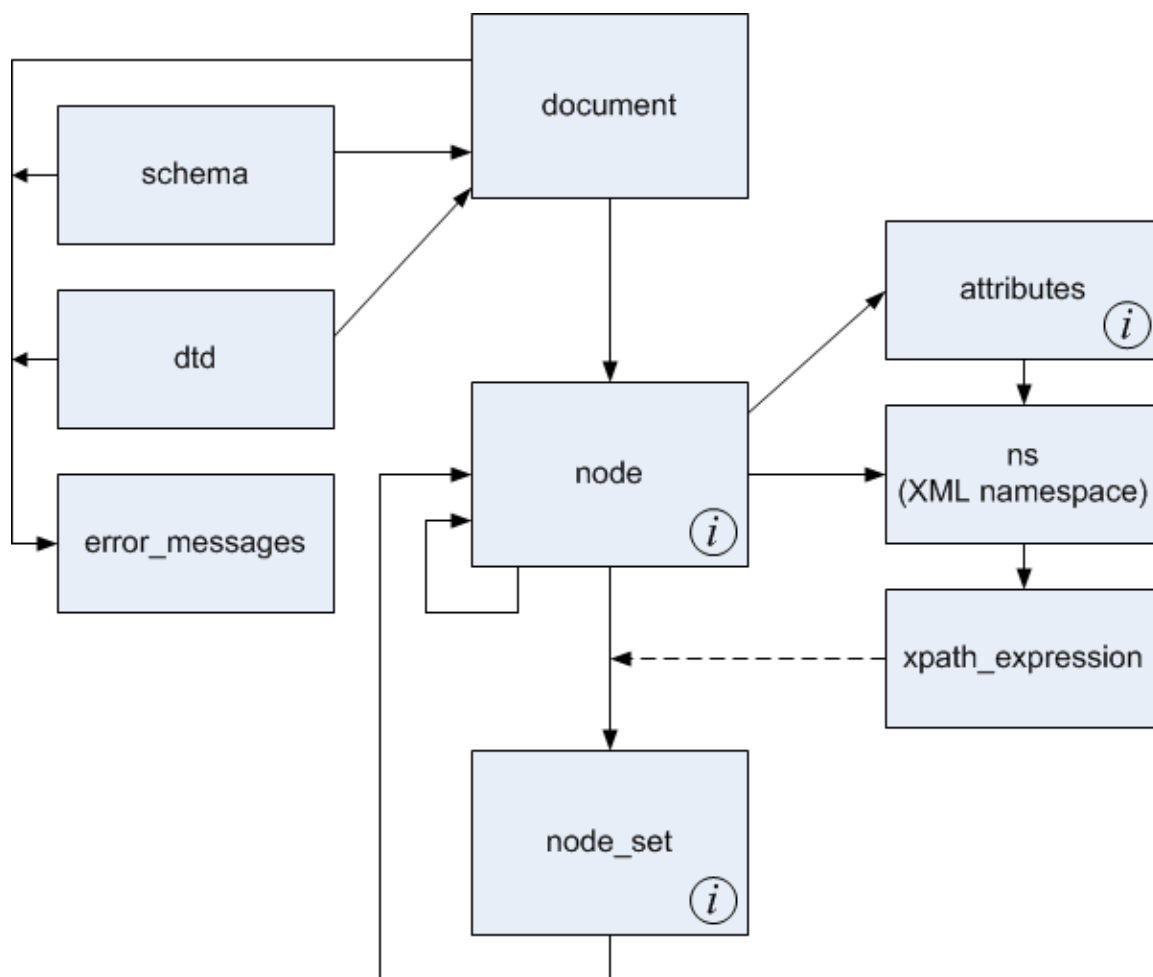 document
schema
attributes
i
dtd
node
i
ns
(XML namespace)
error_messages
xpath_expression
node_set
i